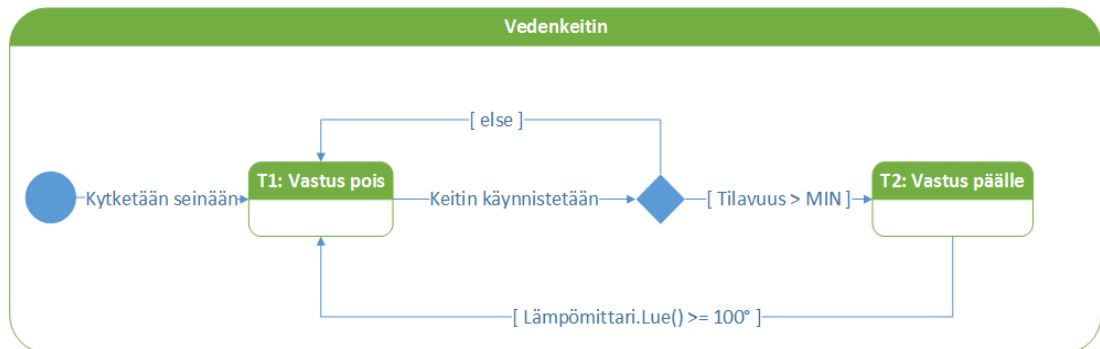 Vedenkeitin
[ else ]
Kytketään seinään
T1: Vastus pois
Keitin käynnistetään
[ Tilavuus > MIN ]
T2: Vastus päälle
[ Lämpömittari.Lue() >= 100° ]